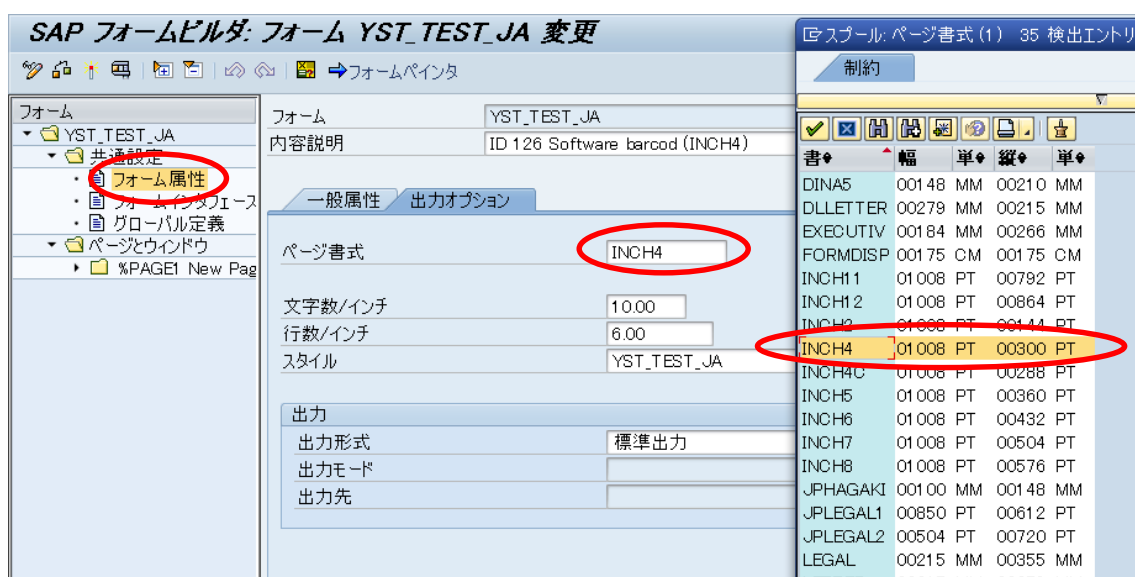 SAP フォームビルダ: フォーム YST_TEST_JA 変更
フォームペインタ
フォーム
YST_TEST_JA
共通設定
フォーム属性
フォームインタフェース
グローバル定義
ページとウィンドウ
%PAGE1 New Pag
フォーム YST_TEST_JA
内容説明 ID 126 Software barcod (INCH4)
一般属性 出力オプション
ページ書式 INCH4
文字数/インチ 10.00
行数/インチ 6.00
スタイル YST_TEST_JA
出力
出力形式 標準出力
出力モード
出力先
スプール: ページ書式 (1) 35 検出エントリ
制約
書 幅 単 縦 単
DINA5 00148 MM 00210 MM
DLLETTER 00279 MM 00215 MM
EXECUTIV 00184 MM 00266 MM
FORMDISP 00175 CM 00175 CM
INCH11 01008 PT 00792 PT
INCH12 01008 PT 00864 PT
INCH2 01008 PT 00144 PT
INCH4 01008 PT 00300 PT
INCH4C 01008 PT 00288 PT
INCH5 01008 PT 00360 PT
INCH6 01008 PT 00432 PT
INCH7 01008 PT 00504 PT
INCH8 01008 PT 00576 PT
JPHAGAKI 00100 MM 00148 MM
JPLEGAL1 00850 PT 00612 PT
JPLEGAL2 00504 PT 00720 PT
LEGAL 00215 MM 00355 MM